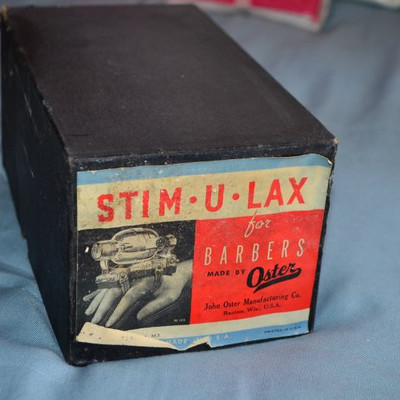 STIM·U·LAX
for
BARBERS
MADE BY Oster
John Oster Manufacturing Co.
Racine, Wis., U.S.A.